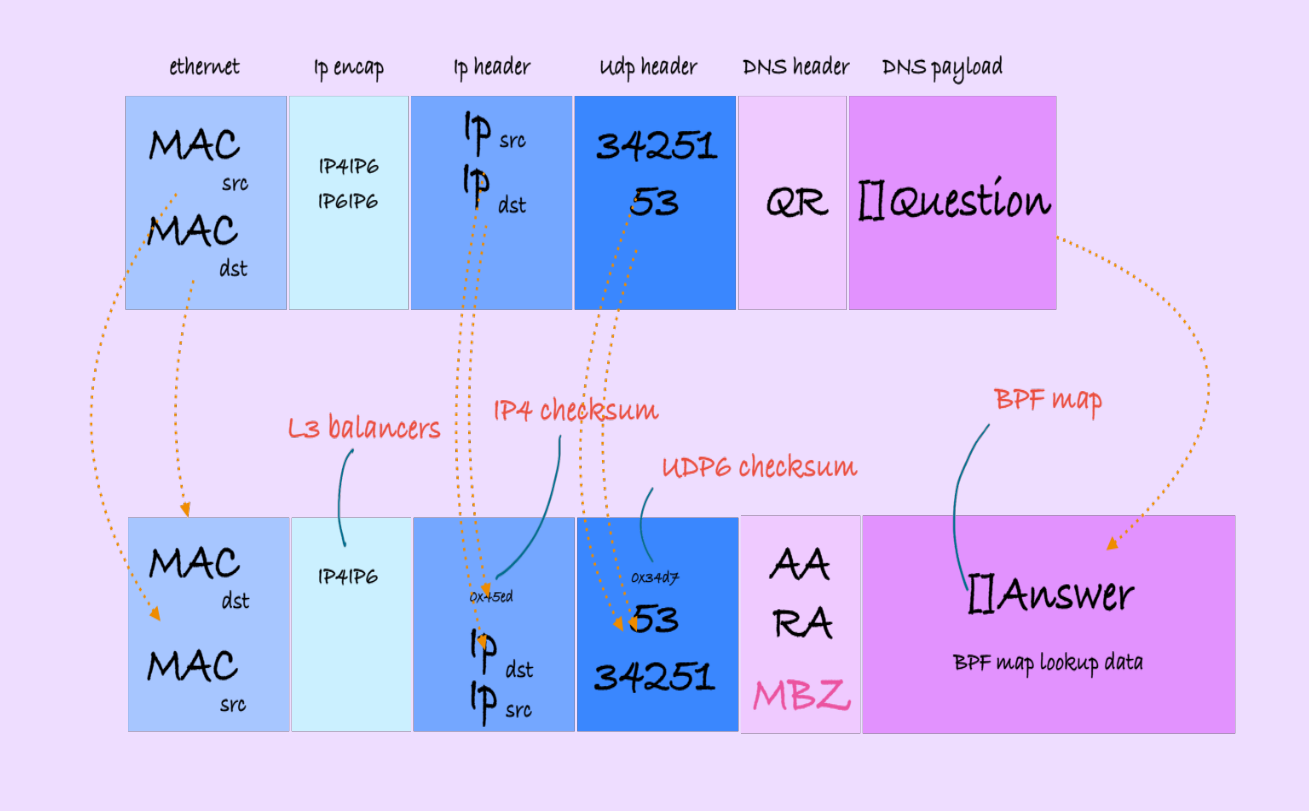 ethernet
Ip encap
Ip header
Udp header
DNS header
DNS payload
MAC
src
MAC
dst
IP4IP6
IP6IP6
Ip src
Ip dst
34251
53
QR
[]Question
L3 balancers
IP4 checksum
UDP6 checksum
BPF map
MAC
dst
MAC
src
IP4IP6
0x45ed
Ip dst
Ip src
0x34d7
53
34251
AA
RA
MBZ
[]Answer
BPF map lookup data